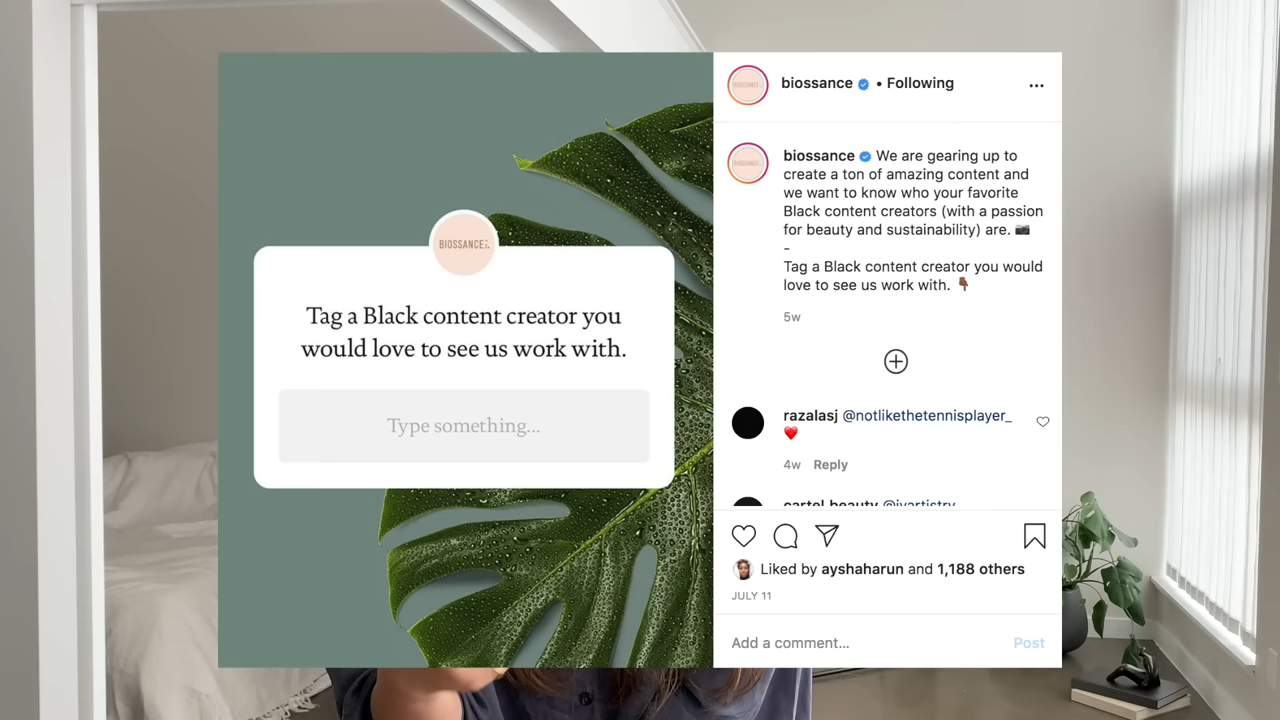 BIOSSANCE
Tag a Black content creator you
would love to see us work with.
Type something...
biossance • Following
biossance We are gearing up to
create a ton of amazing content and
we want to know who your favorite
Black content creators (with a passion
for beauty and sustainability) are. 📷
-
Tag a Black content creator you would
love to see us work with. 👇🏾
5w
razalasj @notlikethetennisplayer_
❤️
4w Reply
cartel.beauty @jvartistry
Liked by ayshaharun and 1,188 others
JULY 11
Add a comment... Post